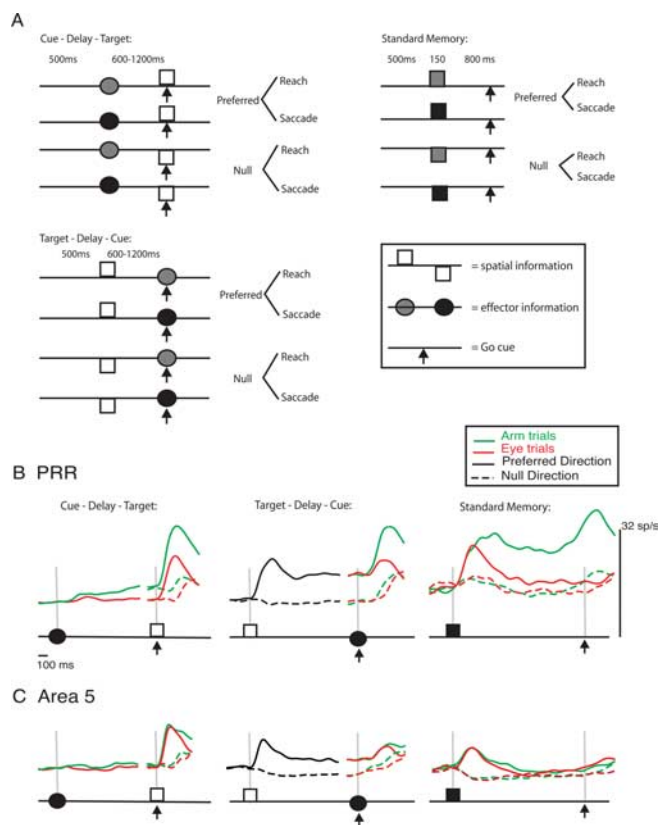 A
Cue - Delay - Target:
500ms 600-1200ms
Preferred
Reach
Saccade
Null
Reach
Saccade
Standard Memory:
500ms 150 800 ms
Preferred
Reach
Saccade
Null
Reach
Saccade
Target - Delay - Cue:
500ms 600-1200ms
Preferred
Reach
Saccade
Null
Reach
Saccade
= spatial information
= effector information
= Go cue
Arm trials
Eye trials
Preferred Direction
Null Direction
B PRR
Cue - Delay - Target:
Target - Delay - Cue:
Standard Memory:
32 sp/s
100 ms
C Area 5